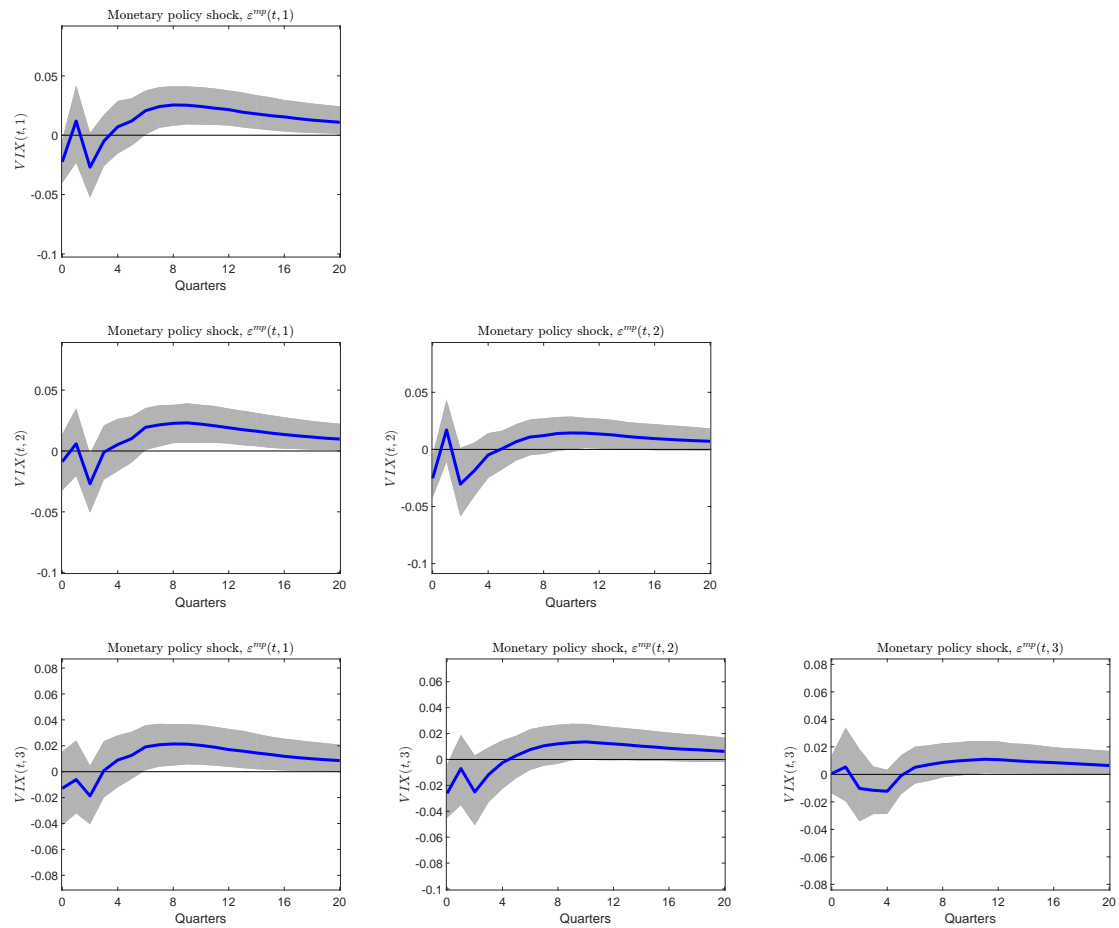 Monetary policy shock, ε^{mp}(t, 1)
VIX(t, 1)
0.05
0
-0.05
-0.1
0 4 8 12 16 20
Quarters
Monetary policy shock, ε^{mp}(t, 1)
VIX(t, 2)
0.05
0
-0.05
-0.1
0 4 8 12 16 20
Quarters
Monetary policy shock, ε^{mp}(t, 2)
VIX(t, 2)
0.05
0
-0.05
-0.1
0 4 8 12 16 20
Quarters
Monetary policy shock, ε^{mp}(t, 1)
VIX(t, 3)
0.08
0.06
0.04
0.02
0
-0.02
-0.04
-0.06
-0.08
0 4 8 12 16 20
Quarters
Monetary policy shock, ε^{mp}(t, 2)
VIX(t, 3)
0.06
0.04
0.02
0
-0.02
-0.04
-0.06
-0.08
-0.1
0 4 8 12 16 20
Quarters
Monetary policy shock, ε^{mp}(t, 3)
VIX(t, 3)
0.08
0.06
0.04
0.02
0
-0.02
-0.04
-0.06
-0.08
0 4 8 12 16 20
Quarters